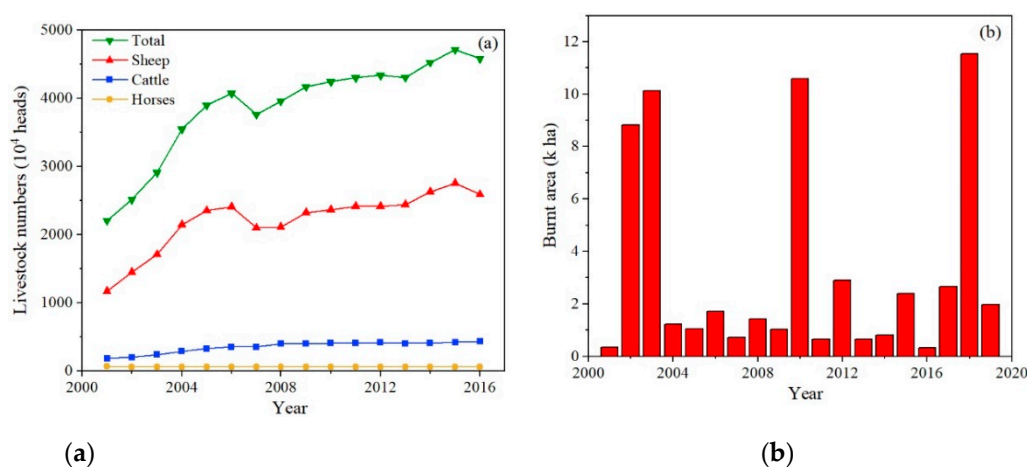 (a)
Total
Sheep
Cattle
Horses
5000
4000
3000
2000
1000
0
Livestock numbers (10⁴ heads)
2000 2004 2008 2012 2016
Year
(b)
12
10
8
6
4
2
0
Burnt area (k ha)
2000 2004 2008 2012 2016 2020
Year
(a) (b)